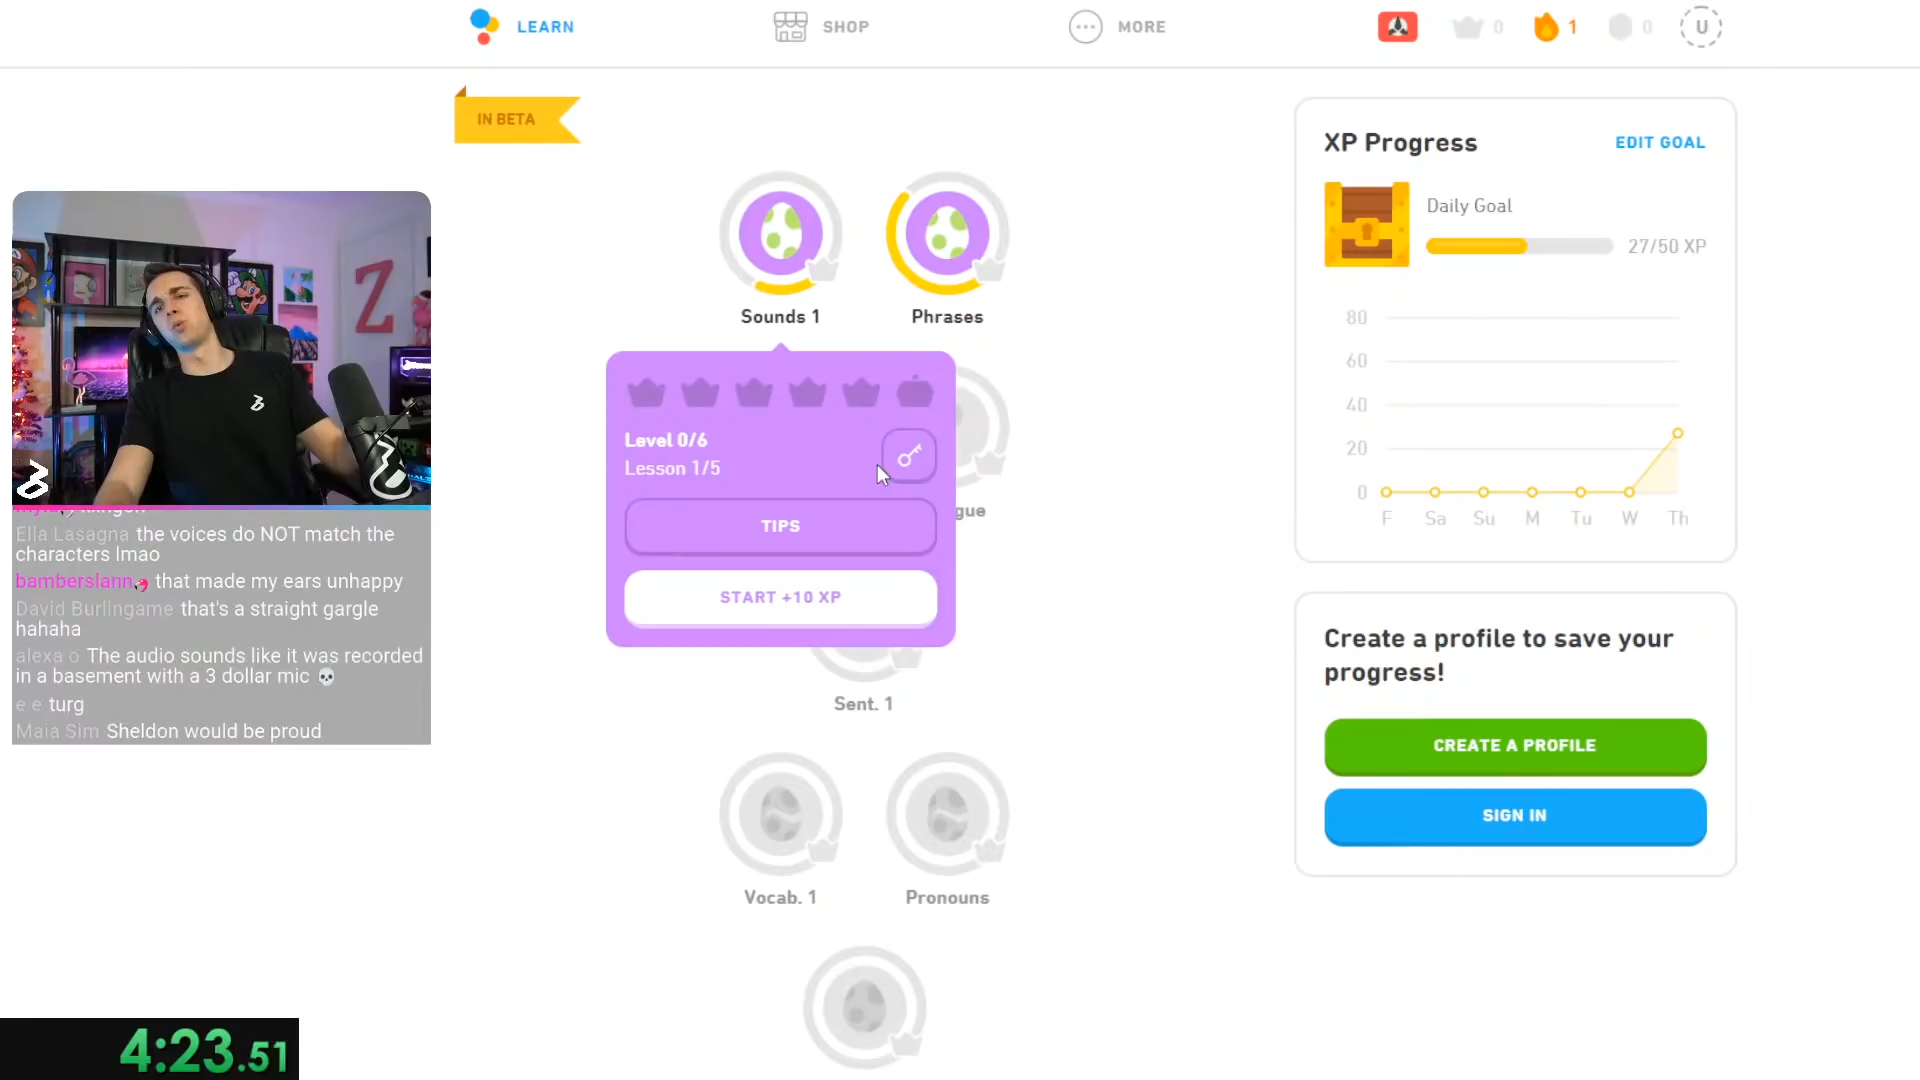 LEARN
SHOP
MORE
0
1
0
U
IN BETA
Sounds 1
Phrases
Level 0/6
Lesson 1/5
TIPS
START +10 XP
gue
Sent. 1
Vocab. 1
Pronouns
XP Progress
EDIT GOAL
Daily Goal
27/50 XP
80
60
40
20
0
F Sa Su M Tu W Th
Create a profile to save your
progress!
CREATE A PROFILE
SIGN IN
Z
Ella Lasagna the voices do NOT match the
characters lmao
bamberslann that made my ears unhappy
David Burlingame that's a straight gargle
hahaha
alexa o The audio sounds like it was recorded
in a basement with a 3 dollar mic 💀
e e turg
Maia Sim Sheldon would be proud
4:23.51